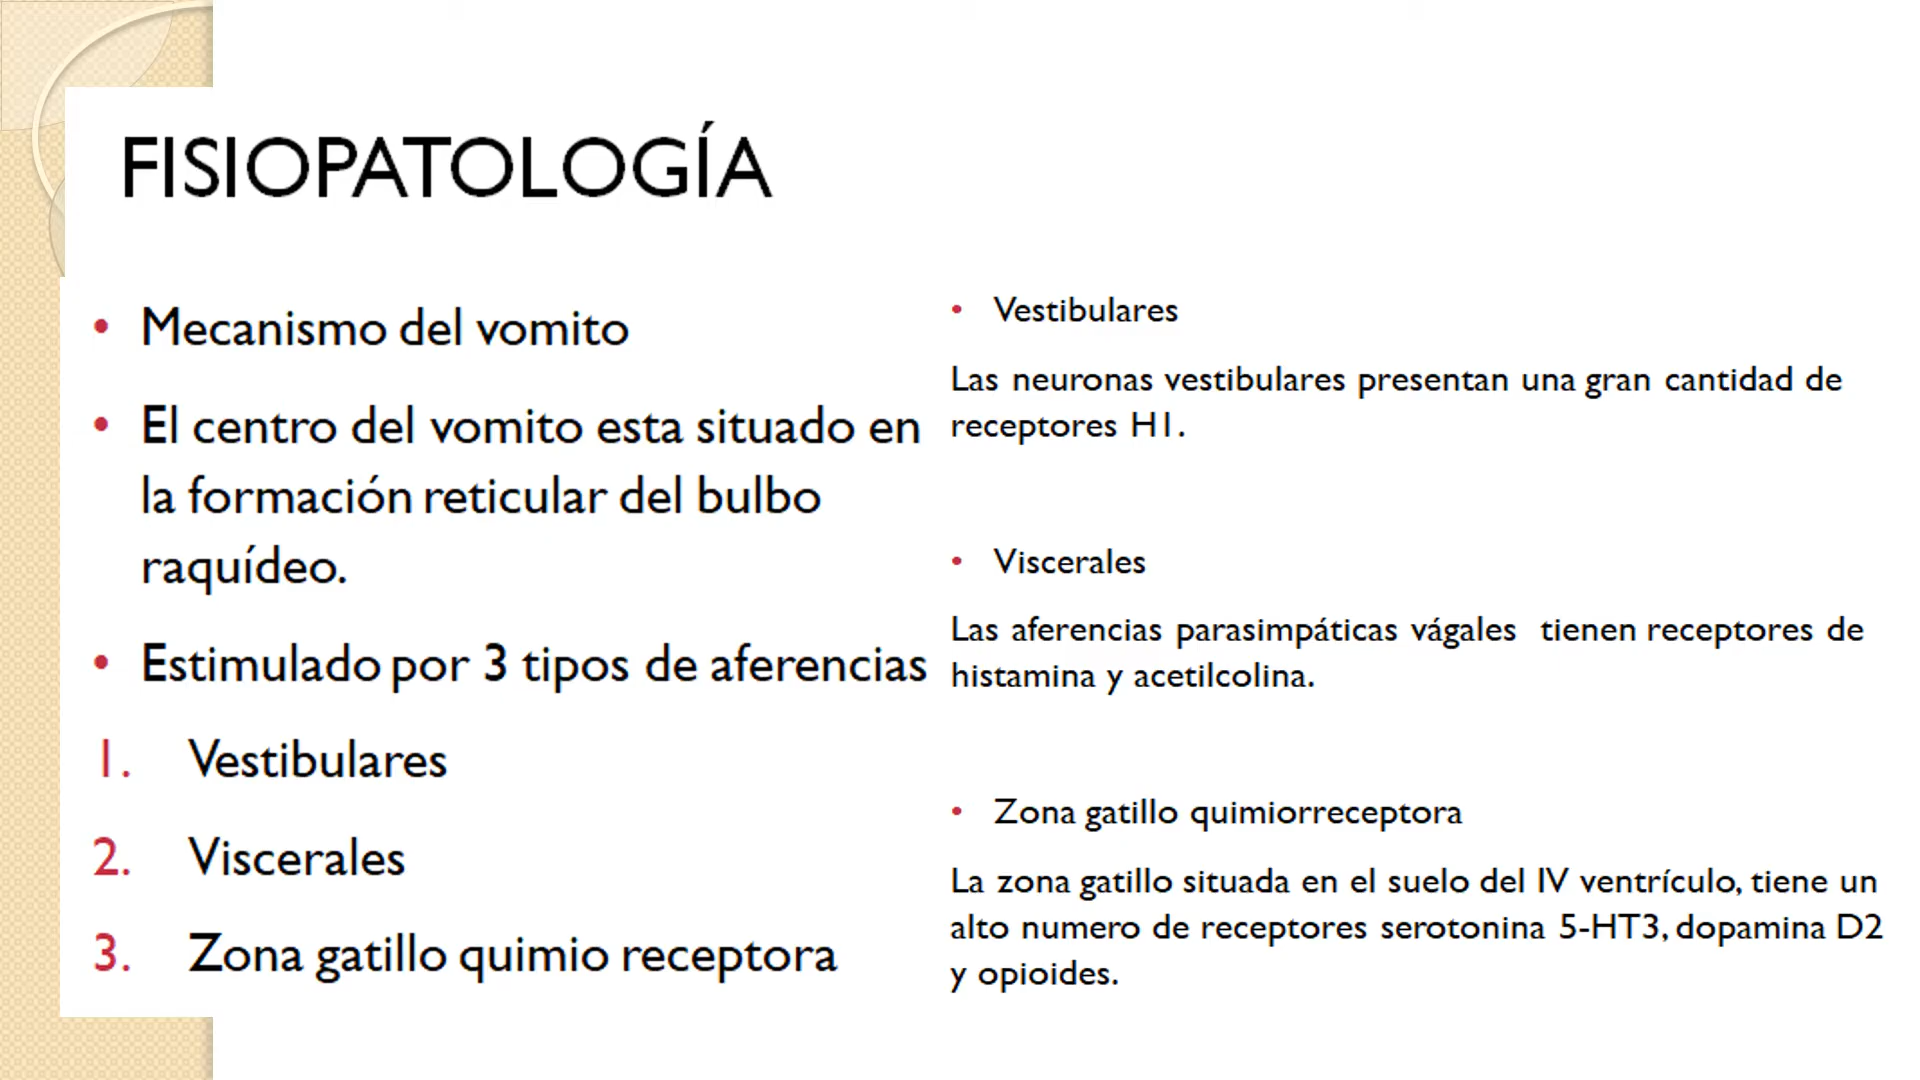 FISIOPATOLOGÍA
• Mecanismo del vomito
• El centro del vomito esta situado en
la formación reticular del bulbo
raquídeo.
• Estimulado por 3 tipos de aferencias
1. Vestibulares
2. Viscerales
3. Zona gatillo quimio receptora
• Vestibulares
Las neuronas vestibulares presentan una gran cantidad de
receptores H1.
• Viscerales
Las aferencias parasimpáticas vágales tienen receptores de
histamina y acetilcolina.
• Zona gatillo quimiorreceptora
La zona gatillo situada en el suelo del IV ventrículo, tiene un
alto numero de receptores serotonina 5-HT3, dopamina D2
y opioides.